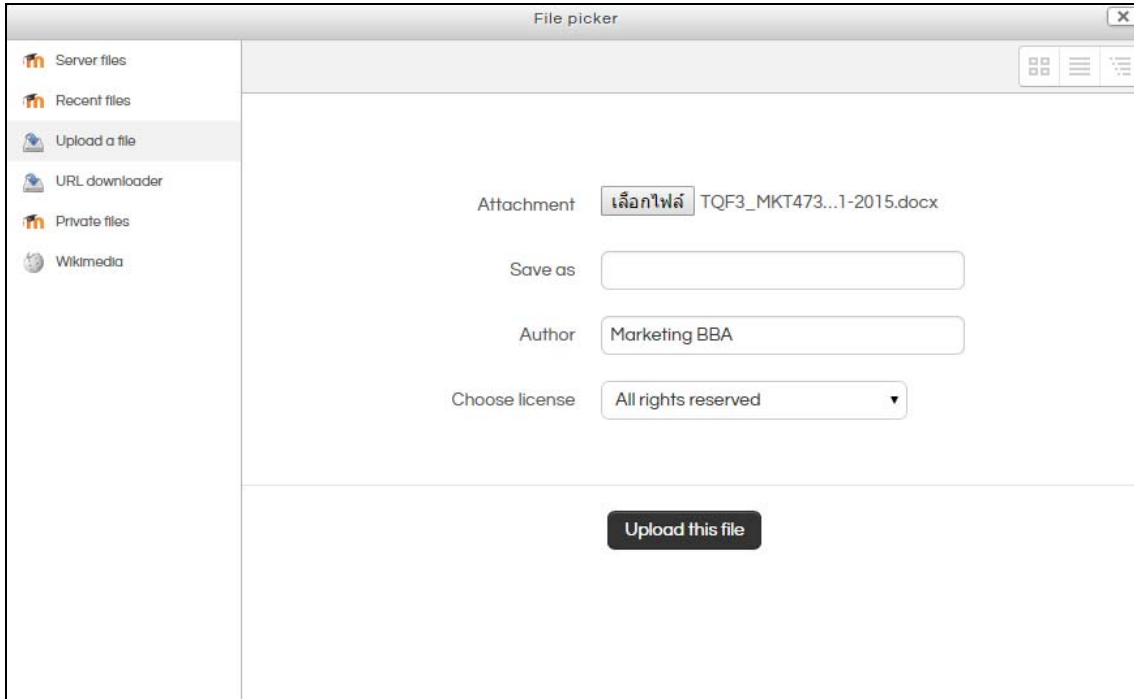 File picker
Server files
Recent files
Upload a file
URL downloader
Private files
Wikimedia
Attachment เลือกไฟล์ TQF3_MKT473...1-2015.docx
Save as
Author Marketing BBA
Choose license All rights reserved
Upload this file